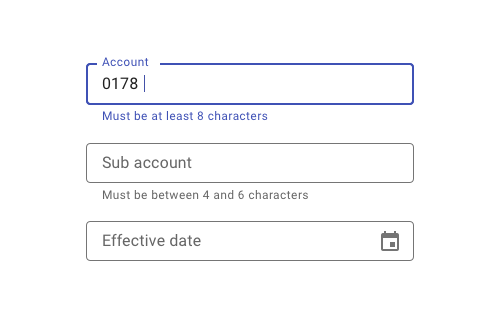 Account
0178
Must be at least 8 characters
Sub account
Must be between 4 and 6 characters
Effective date